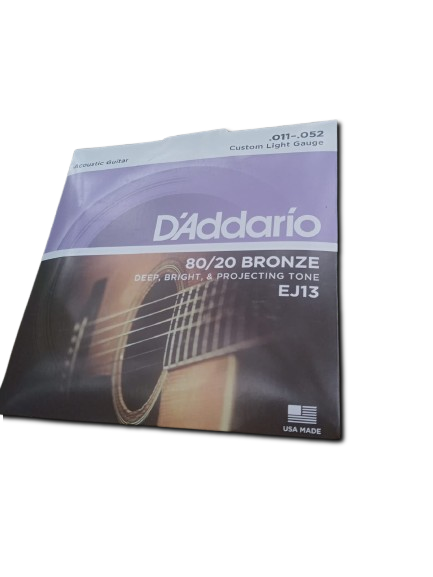 .011–.052
Custom Light Gauge
Acoustic Guitar
D'Addario
80/20 BRONZE
DEEP, BRIGHT, & PROJECTING TONE
EJ13
USA MADE